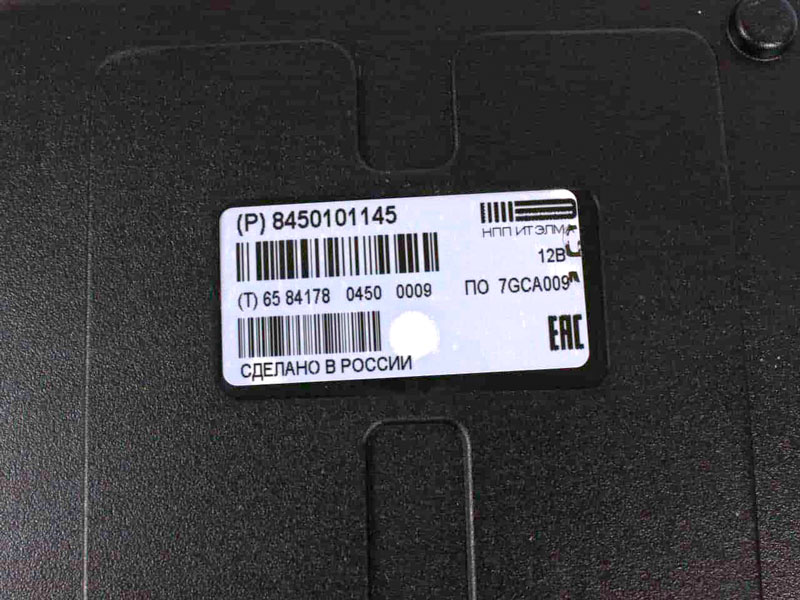 (P) 8450101145
НПП ИТЭЛМА
12В
(T) 65 84178 0450 0009
ПО 7GCA009
EAC
СДЕЛАНО В РОССИИ